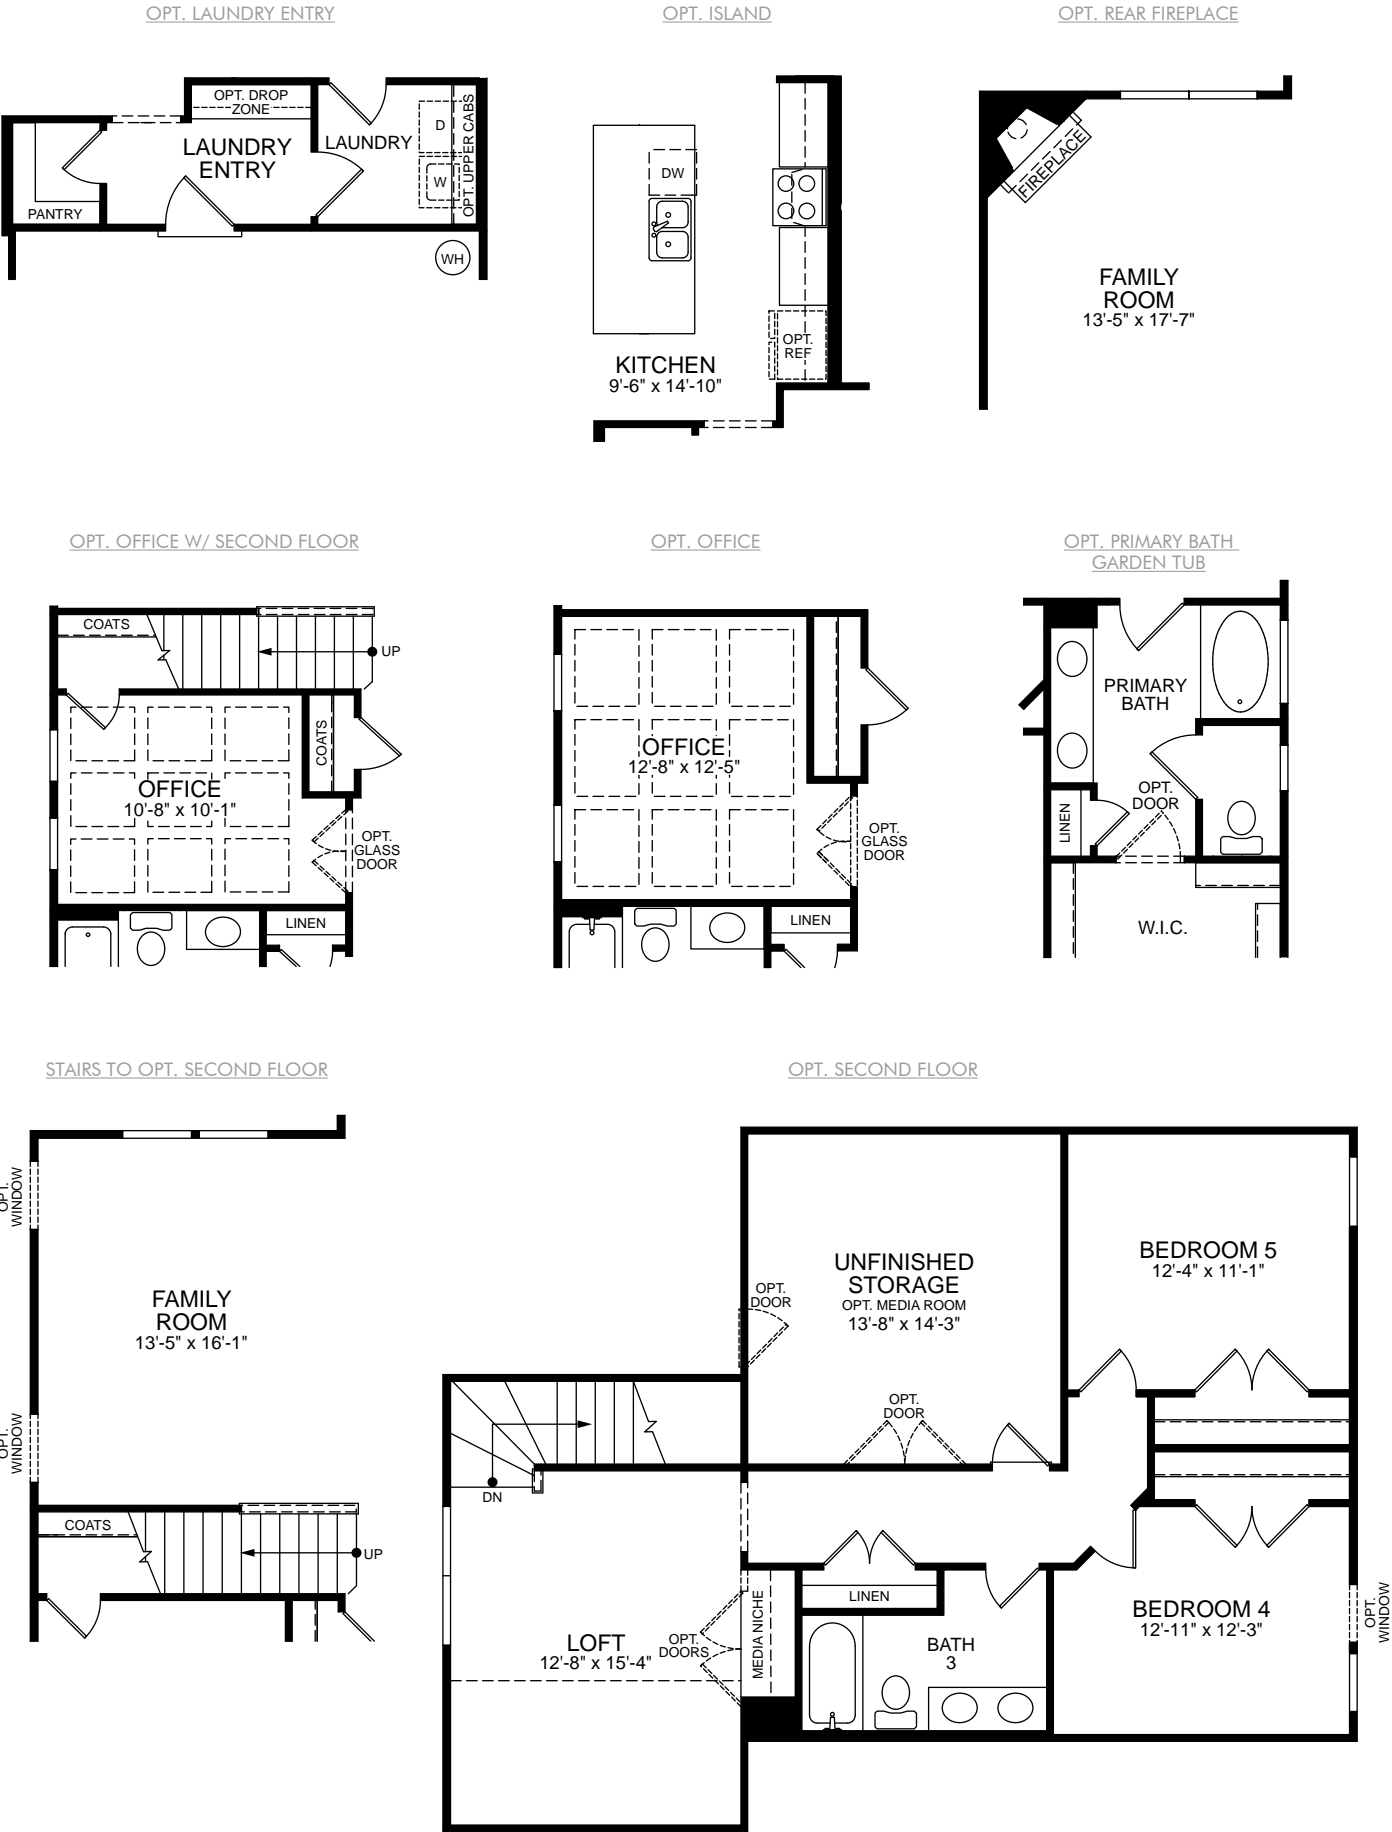 OPT. LAUNDRY ENTRY
OPT. DROP
ZONE
LAUNDRY
ENTRY
LAUNDRY
D
W
OPT. UPPER CABS
PANTRY
WH
OPT. ISLAND
DW
OPT.
REF
KITCHEN
9'-6" x 14'-10"
OPT. REAR FIREPLACE
FIREPLACE
FAMILY
ROOM
13'-5" x 17'-7"
OPT. OFFICE W/ SECOND FLOOR
COATS
UP
COATS
OFFICE
10'-8" x 10'-1"
OPT.
GLASS
DOOR
LINEN
OPT. OFFICE
OFFICE
12'-8" x 12'-5"
OPT.
GLASS
DOOR
LINEN
OPT. PRIMARY BATH
GARDEN TUB
PRIMARY
BATH
OPT.
DOOR
LINEN
W.I.C.
STAIRS TO OPT. SECOND FLOOR
OPT.
WINDOW
FAMILY
ROOM
13'-5" x 16'-1"
OPT.
WINDOW
COATS
UP
OPT. SECOND FLOOR
UNFINISHED
STORAGE
OPT. MEDIA ROOM
13'-8" x 14'-3"
OPT.
DOOR
OPT.
DOOR
BEDROOM 5
12'-4" x 11'-1"
DN
LINEN
MEDIA NICHE
LOFT
12'-8" x 15'-4"
OPT.
DOORS
BATH
3
BEDROOM 4
12'-11" x 12'-3"
OPT.
WINDOW